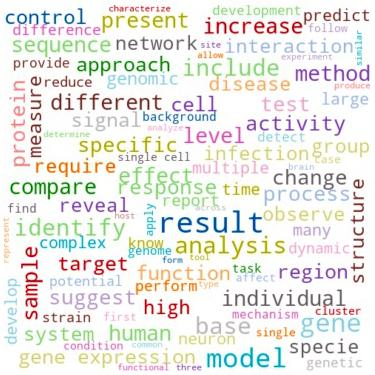 characterize
control
present
increase
development
predict
difference
follow
similar
sequence
network
site
interaction
allow
experiment
provide
approach
include
method
reduce
genomic
disease
produce
protein
measure
different
cell
test
large
signal
background
activity
determine
analyze
specific
level
detect
group
single cell
infection
case
require
effect
multiple
brain
change
compare
response
time
process
reveal
report
across
find
host
apply
result
observe
structure
represent
identify
many
complex
know
analysis
dynamic
genome
tool
sample
target
form
task
region
potential
function
affect
develop
suggest
perform
type
individual
high
mechanism
cluster
strain
first
base
single
gene
system
human
neuron
specie
condition
common
model
gene expression
genetic
functional
three